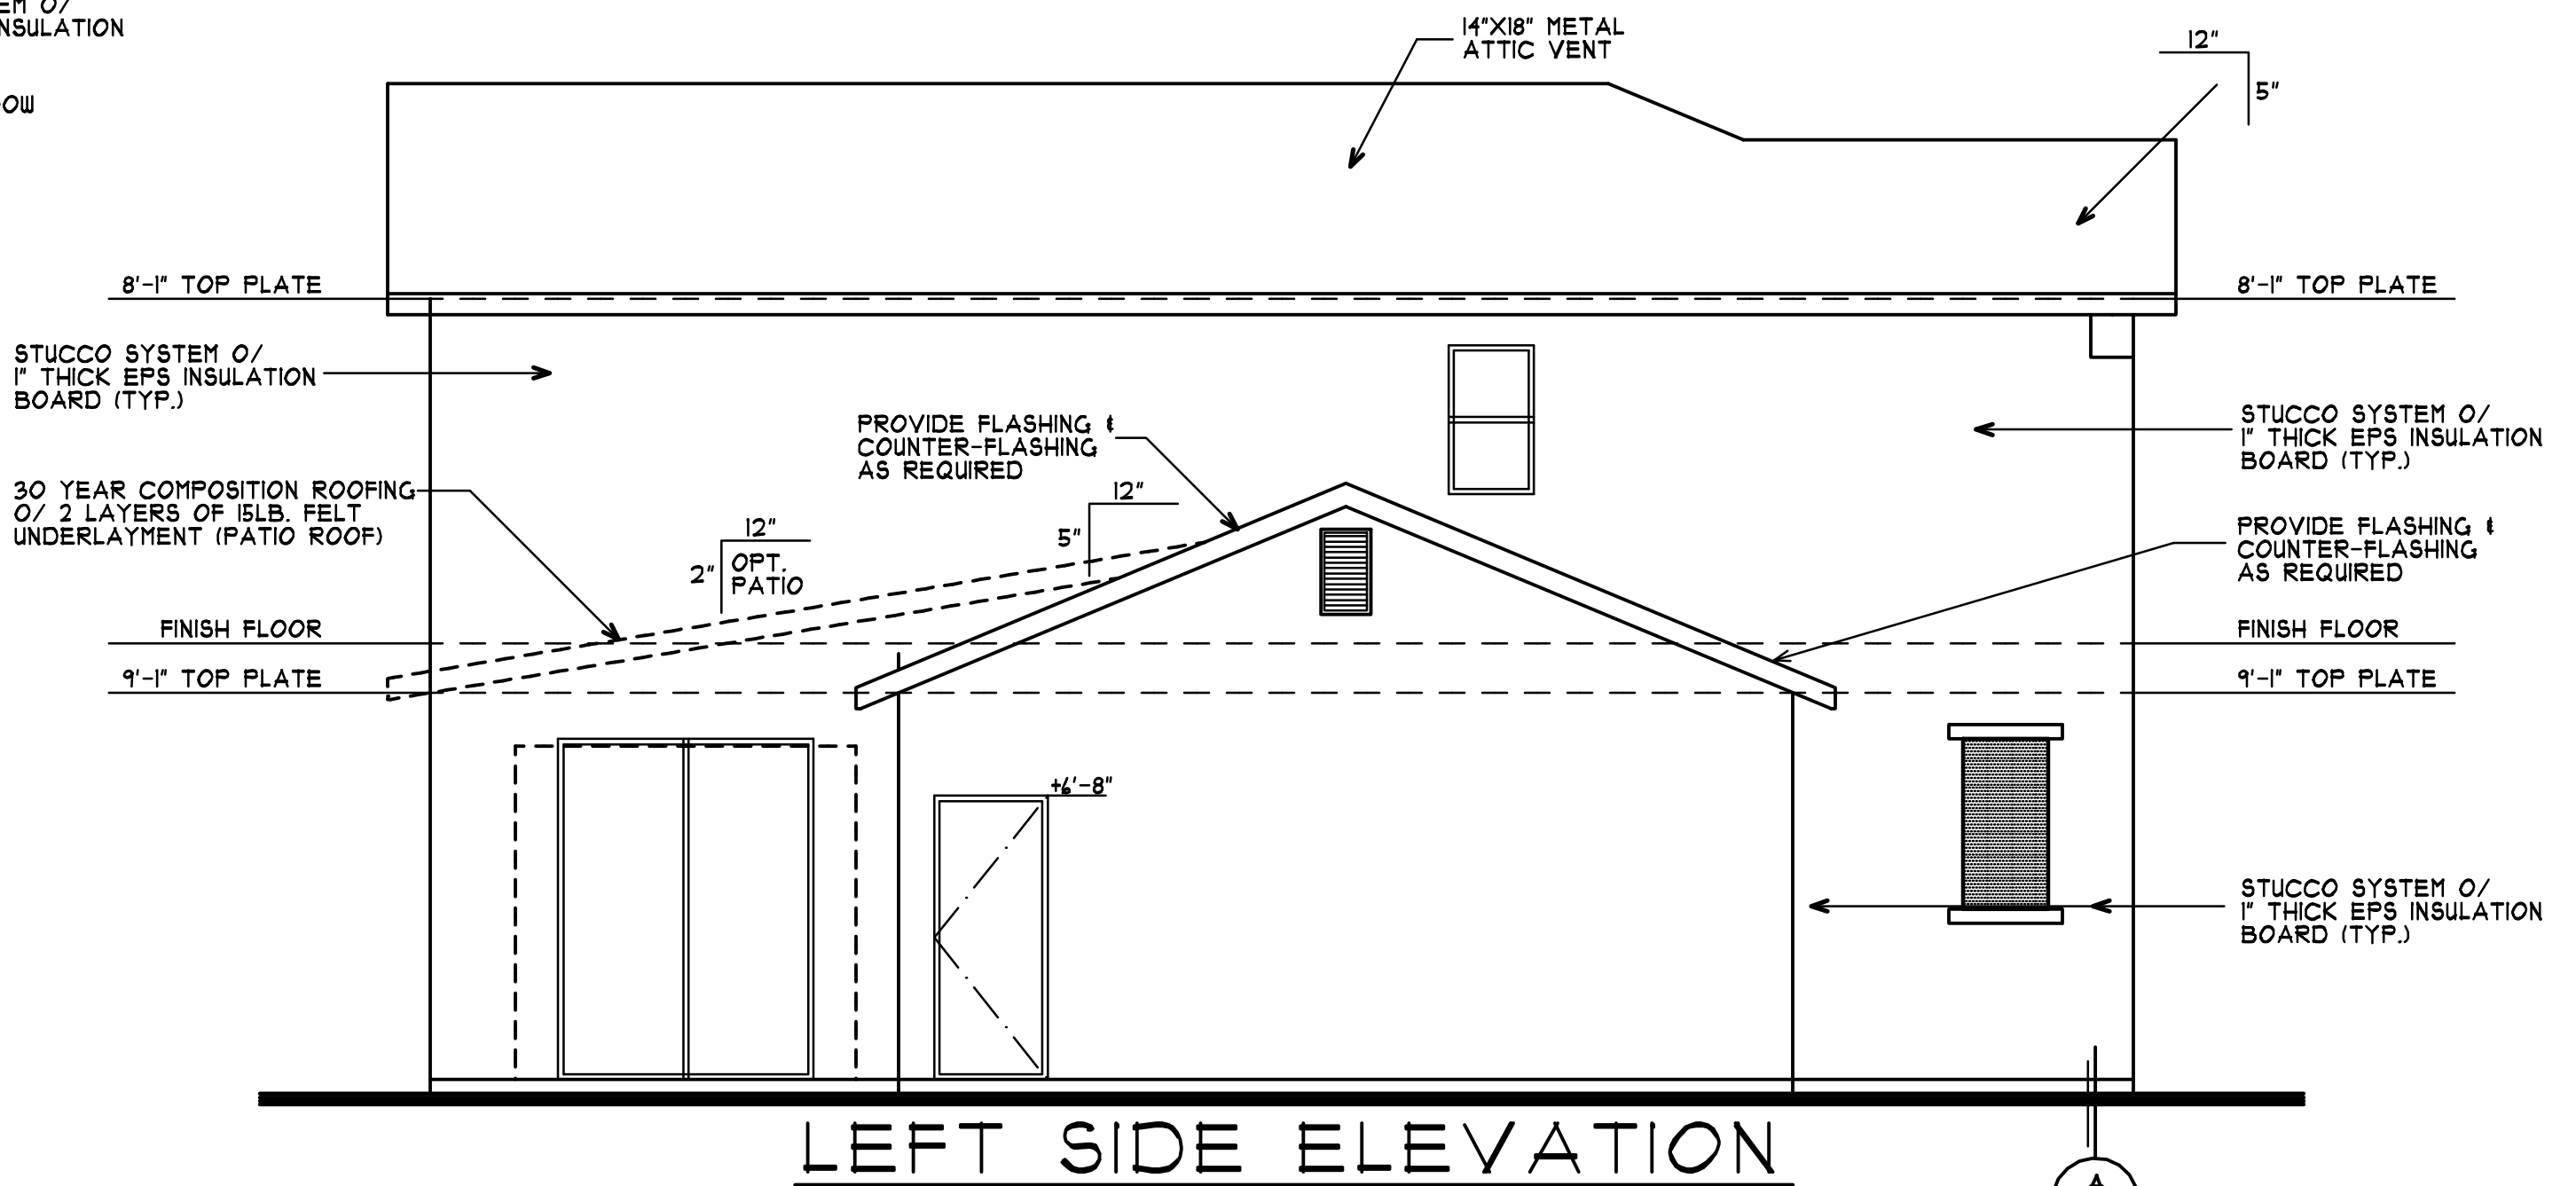 NSULATION
OW
14"X18" METAL
ATTIC VENT
12"
5"
8'-1" TOP PLATE
8'-1" TOP PLATE
STUCCO SYSTEM O/
1" THICK EPS INSULATION
BOARD (TYP.)
PROVIDE FLASHING &
COUNTER-FLASHING
AS REQUIRED
STUCCO SYSTEM O/
1" THICK EPS INSULATION
BOARD (TYP.)
30 YEAR COMPOSITION ROOFING
O/ 2 LAYERS OF 15LB. FELT
UNDERLAYMENT (PATIO ROOF)
12"
5"
12"
2"
OPT.
PATIO
PROVIDE FLASHING &
COUNTER-FLASHING
AS REQUIRED
FINISH FLOOR
FINISH FLOOR
9'-1" TOP PLATE
9'-1" TOP PLATE
+6'-8"
STUCCO SYSTEM O/
1" THICK EPS INSULATION
BOARD (TYP.)
LEFT SIDE ELEVATION
A